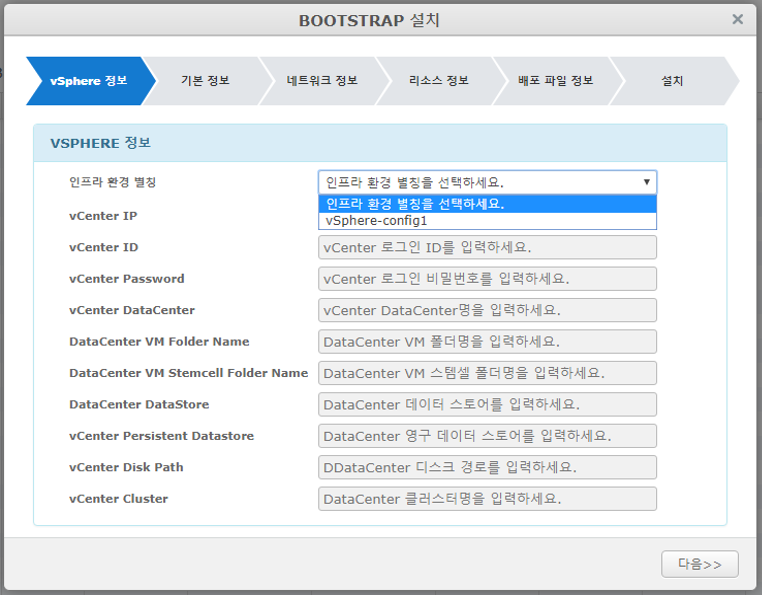 BOOTSTRAP 설치
×
vSphere 정보
기본 정보
네트워크 정보
리소스 정보
배포 파일 정보
설치
VSPHERE 정보
인프라 환경 별칭
인프라 환경 별칭을 선택하세요.
인프라 환경 별칭을 선택하세요.
vSphere-config1
vCenter IP
vCenter ID
vCenter 로그인 ID를 입력하세요.
vCenter Password
vCenter 로그인 비밀번호를 입력하세요.
vCenter DataCenter
vCenter DataCenter명을 입력하세요.
DataCenter VM Folder Name
DataCenter VM 폴더명을 입력하세요.
DataCenter VM Stemcell Folder Name
DataCenter VM 스템셀 폴더명을 입력하세요.
DataCenter DataStore
DataCenter 데이터 스토어를 입력하세요.
vCenter Persistent Datastore
DataCenter 영구 데이터 스토어를 입력하세요.
vCenter Disk Path
DDataCenter 디스크 경로를 입력하세요.
vCenter Cluster
DataCenter 클러스터명을 입력하세요.
다음>>